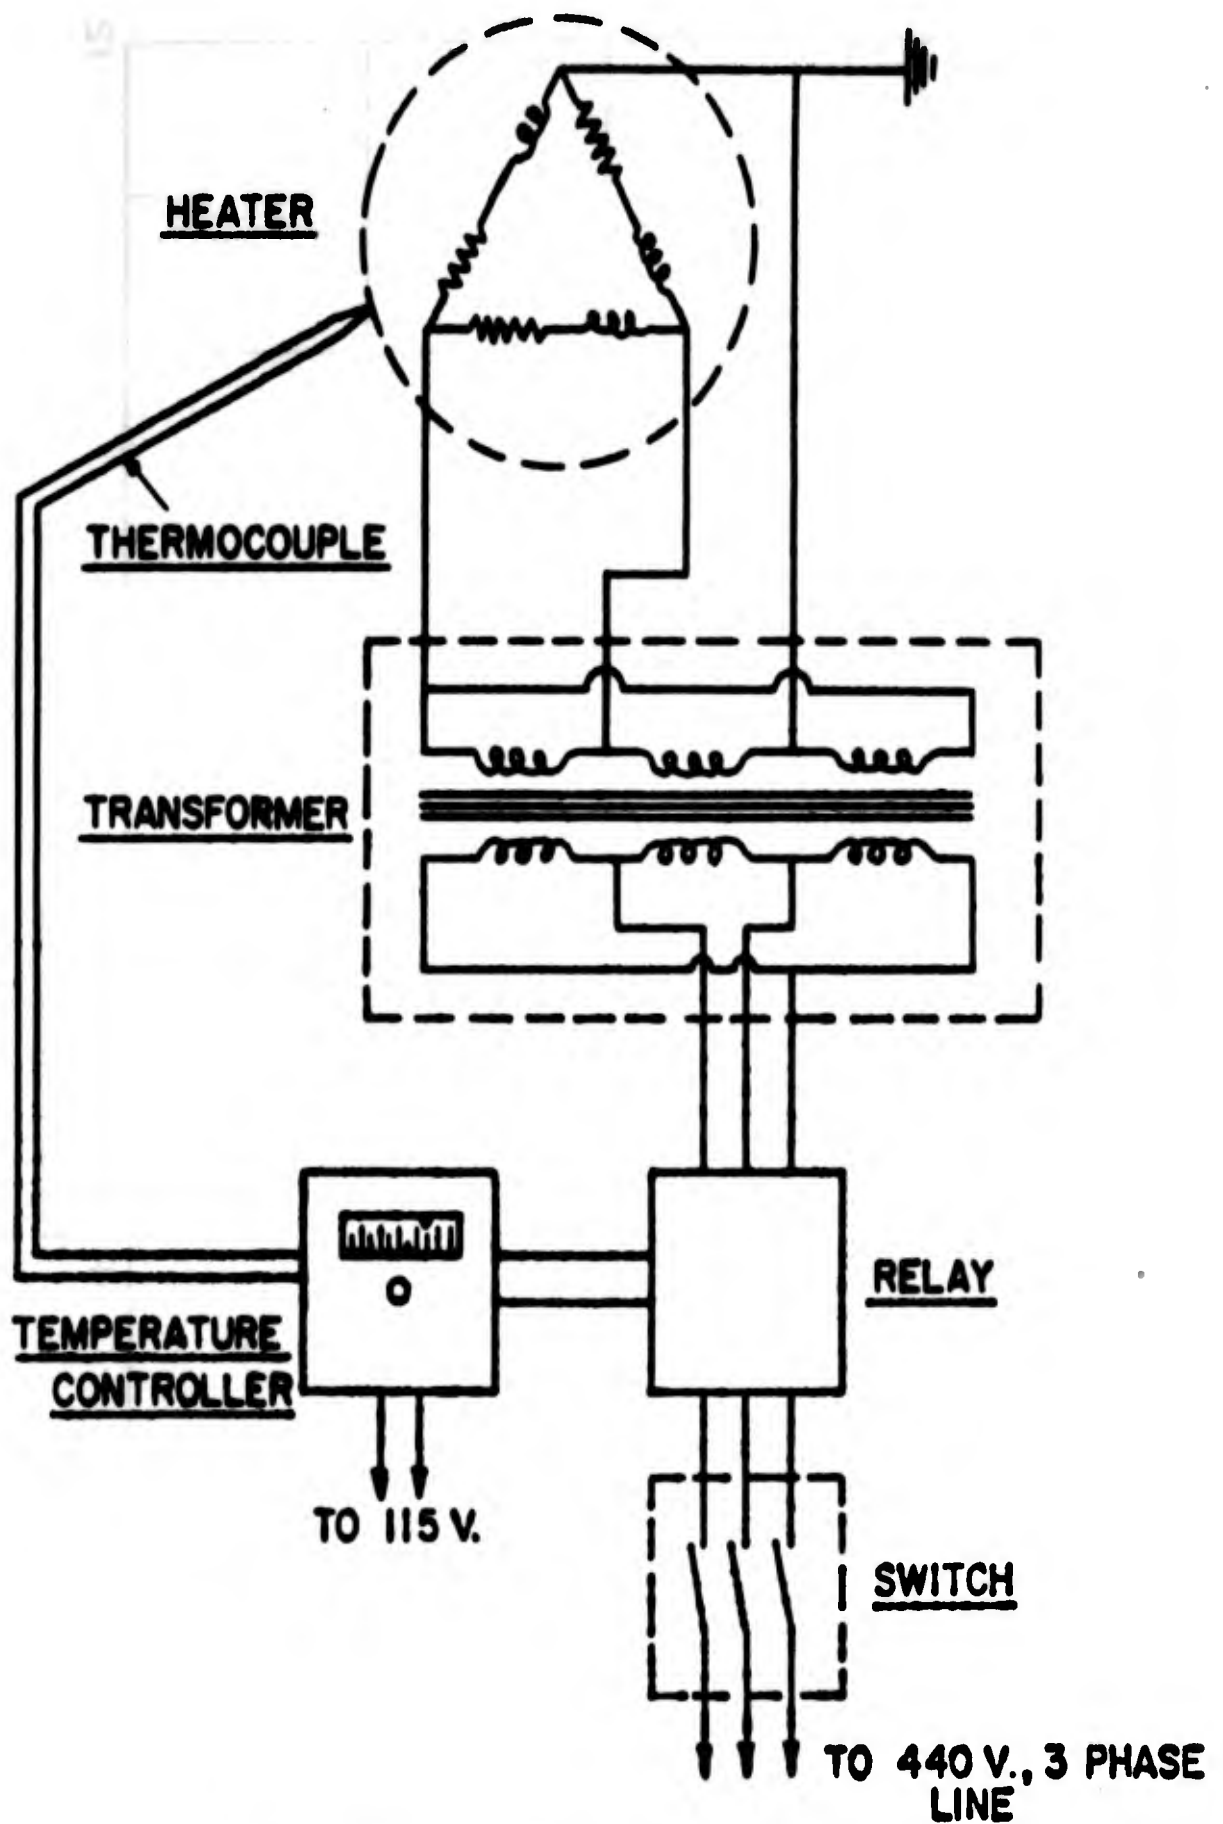 HEATER
THERMOCOUPLE
TRANSFORMER
RELAY
TEMPERATURE
CONTROLLER
TO 115 V.
SWITCH
TO 440 V., 3 PHASE
LINE